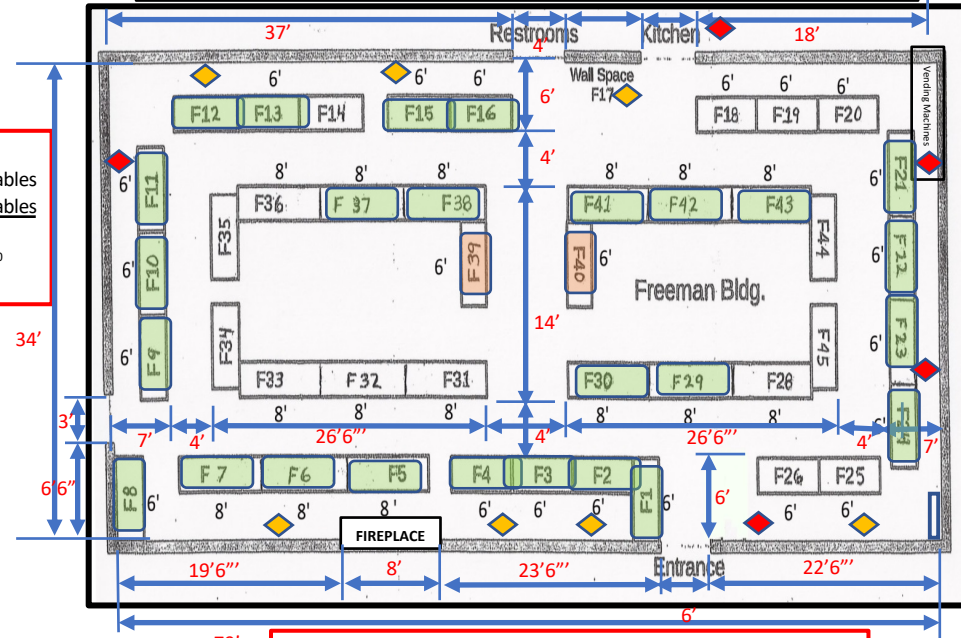 37'
Restrooms
4'
Kitchen
18'
6'
6'
6'
Wall Space
F17
6'
6'
6'
6'
Vending Machines
F12
F13
F14
F15
F16
F18
F19
F20
ables
ables
4'
6'
F11
8'
8'
8'
8'
8'
8'
6'
F21
F36
F37
F38
F41
F42
F43
F35
F39
F40
F44
6'
F10
6'
6'
Freeman Bldg.
6'
F22
34'
14'
6'
F9
F34
F33
F32
F31
F30
F29
F28
F45
6'
F23
8'
8'
8'
8'
8'
8'
3'
7'
4'
26'6"'
4'
26'6"'
4'
6'
F24
7'
6'6"
F8
6'
F7
F6
F5
F4
F3
F2
F1
6'
6'
F26
F25
8'
8'
8'
6'
6'
6'
6'
6'
FIREPLACE
19'6"'
8'
23'6"'
Entrance
22'6"'
6'